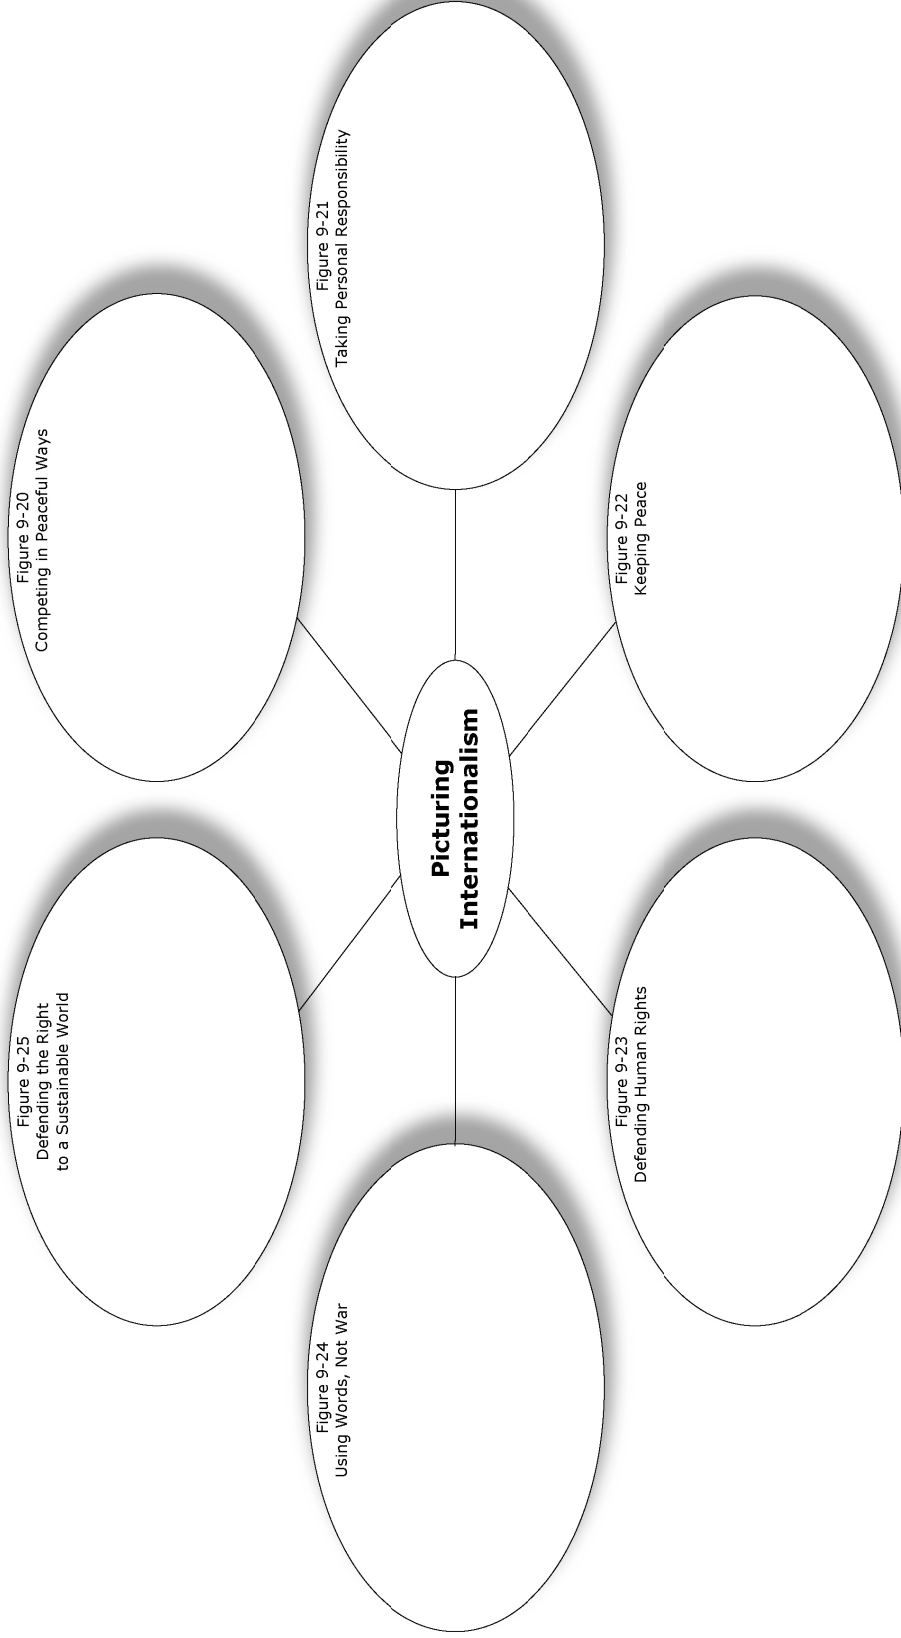 Figure 9-20
Competing in Peaceful Ways
Figure 9-21
Taking Personal Responsibility
Figure 9-22
Keeping Peace
Figure 9-23
Defending Human Rights
Figure 9-24
Using Words, Not War
Figure 9-25
Defending the Right
to a Sustainable World
Picturing
Internationalism